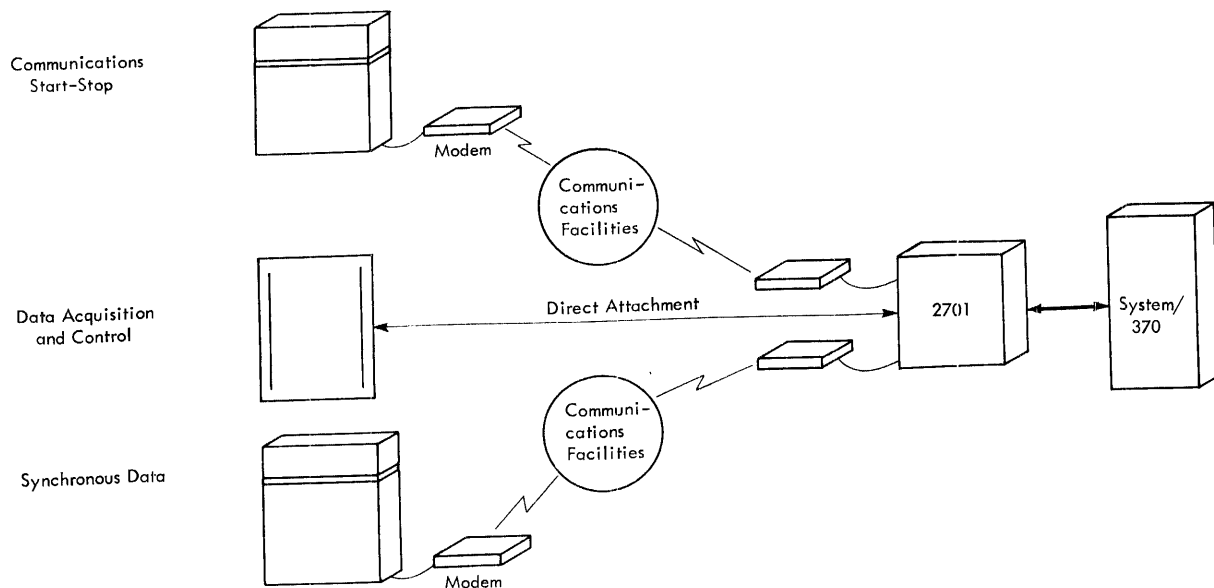 Communications
Start-Stop
Modem
Communi-
cations
Facilities
Data Acquisition
and Control
Direct Attachment
2701
System/
370
Communi-
cations
Facilities
Synchronous Data
Modem